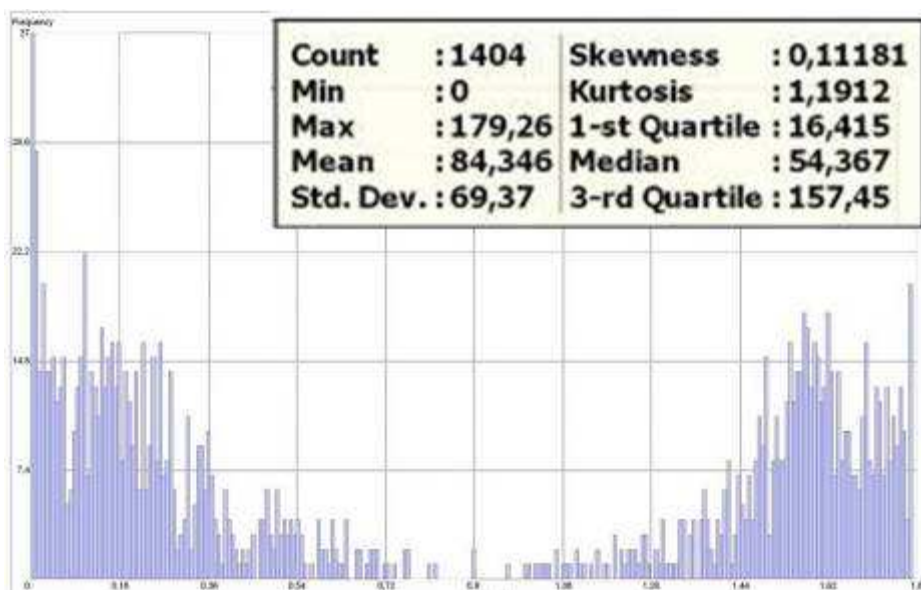 Frequency
Count : 1404 Skewness : 0,11181
Min : 0 Kurtosis : 1,1912
Max : 179,26 1-st Quartile : 16,415
Mean : 84,346 Median : 54,367
Std. Dev. : 69,37 3-rd Quartile : 157,45
37
29.6
22.2
14.8
7.4
0 0.18 0.36 0.54 0.72 0.9 1.08 1.26 1.44 1.62 1.8